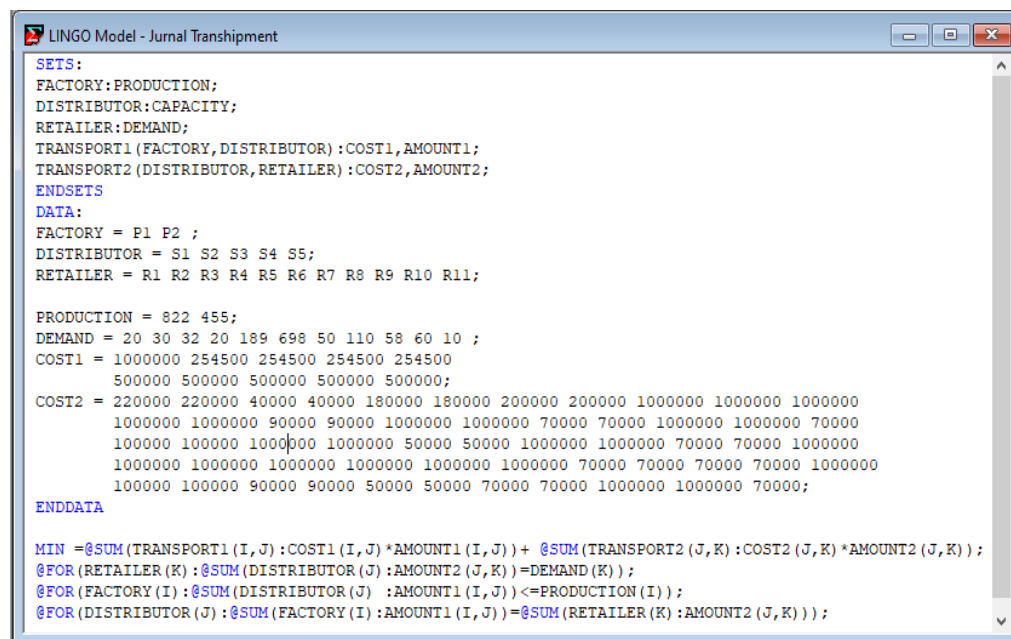 LINGO Model - Jurnal Transhipment
SETS:
FACTORY:PRODUCTION;
DISTRIBUTOR:CAPACITY;
RETAILER:DEMAND;
TRANSPORT1(FACTORY,DISTRIBUTOR):COST1,AMOUNT1;
TRANSPORT2(DISTRIBUTOR,RETAILER):COST2,AMOUNT2;
ENDSETS
DATA:
FACTORY = P1 P2 ;
DISTRIBUTOR = S1 S2 S3 S4 S5;
RETAILER = R1 R2 R3 R4 R5 R6 R7 R8 R9 R10 R11;
PRODUCTION = 822 455;
DEMAND = 20 30 32 20 189 698 50 110 58 60 10 ;
COST1 = 1000000 254500 254500 254500 254500
500000 500000 500000 500000 500000;
COST2 = 220000 220000 40000 40000 180000 180000 200000 200000 1000000 1000000 1000000
1000000 1000000 90000 90000 1000000 1000000 70000 70000 1000000 1000000 70000
100000 100000 1000000 1000000 50000 50000 1000000 1000000 70000 70000 1000000
1000000 1000000 1000000 1000000 1000000 1000000 70000 70000 70000 70000 1000000
100000 100000 90000 90000 50000 50000 70000 70000 1000000 1000000 70000;
ENDDATA
MIN =@SUM(TRANSPORT1(I,J):COST1(I,J)*AMOUNT1(I,J))+ @SUM(TRANSPORT2(J,K):COST2(J,K)*AMOUNT2(J,K));
@FOR(RETAILER(K):@SUM(DISTRIBUTOR(J):AMOUNT2(J,K))=DEMAND(K));
@FOR(FACTORY(I):@SUM(DISTRIBUTOR(J) :AMOUNT1(I,J))<=PRODUCTION(I));
@FOR(DISTRIBUTOR(J):@SUM(FACTORY(I):AMOUNT1(I,J))=@SUM(RETAILER(K):AMOUNT2(J,K)));